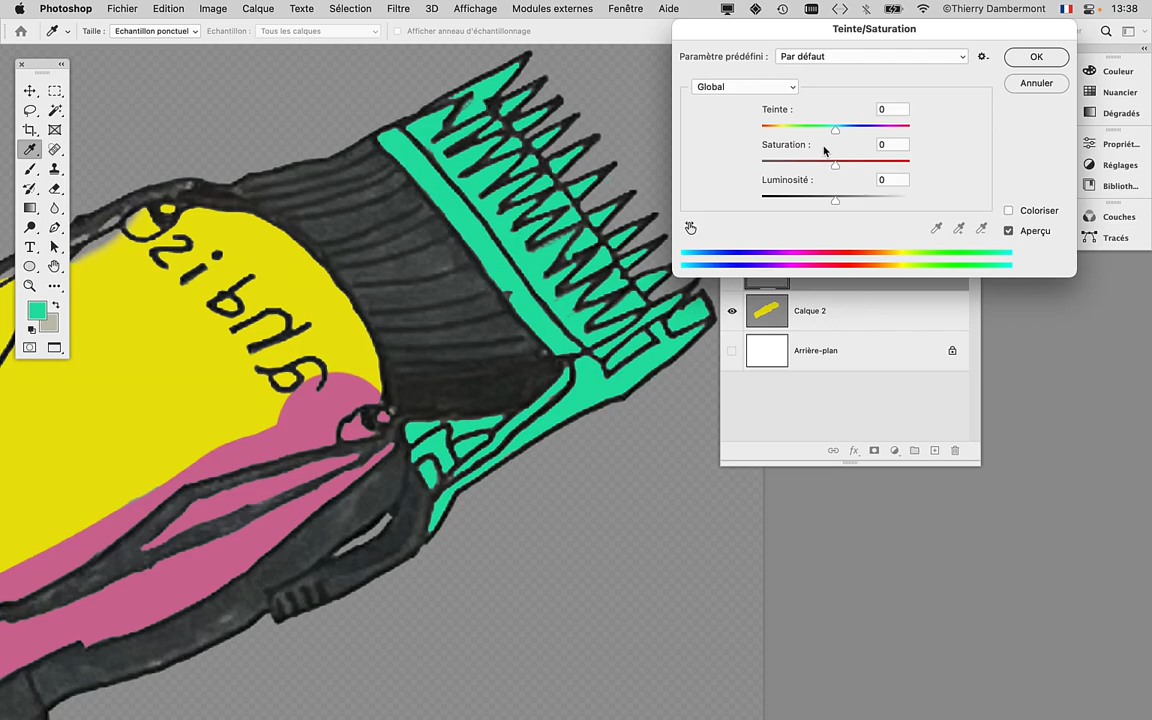 Photoshop Fichier Edition Image Calque Texte Sélection Filtre 3D Affichage Modules externes Fenêtre Aide ©Thierry Dambermont 13:38
Taille : Echantillon ponctuel Echantillon : Tous les calques Afficher anneau d'échantillonnage
Teinte/Saturation
Paramètre prédéfini : Par défaut OK
Global Annuler
Teinte : 0
Saturation : 0
Luminosité : 0
Coloriser
Aperçu
Couleur
Nuancier
Dégradés
Propriét...
Réglages
Biblioth...
Couches
Tracés
Calque 2
Arrière-plan
fx